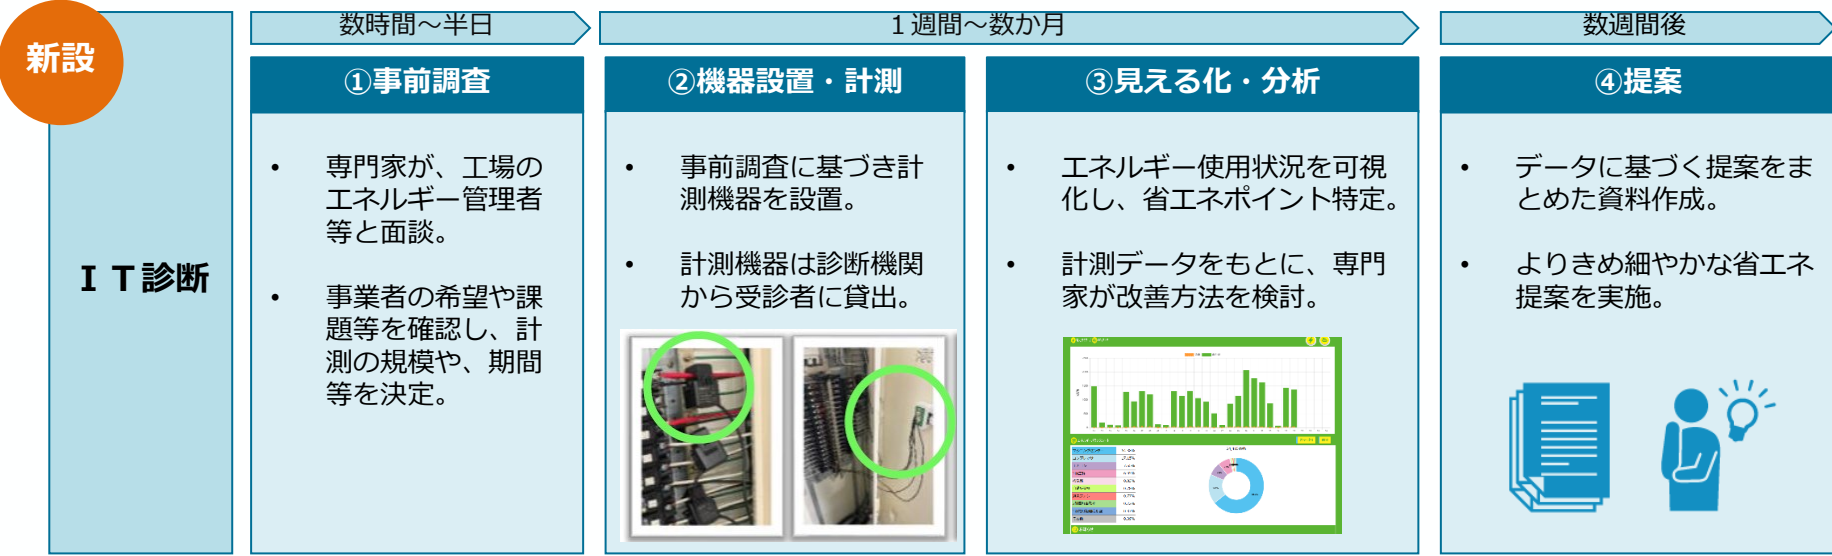 新設
ＩＴ診断
数時間～半日
１週間～数か月
数週間後
①事前調査
• 専門家が、工場の
エネルギー管理者
等と面談。
• 事業者の希望や課
題等を確認し、計
測の規模や、期間
等を決定。
②機器設置・計測
• 事前調査に基づき計
測機器を設置。
• 計測機器は診断機関
から受診者に貸出。
③見える化・分析
• エネルギー使用状況を可視
化し、省エネポイント特定。
• 計測データをもとに、専門
家が改善方法を検討。
④提案
• データに基づく提案をま
とめた資料作成。
• よりきめ細やかな省エネ
提案を実施。